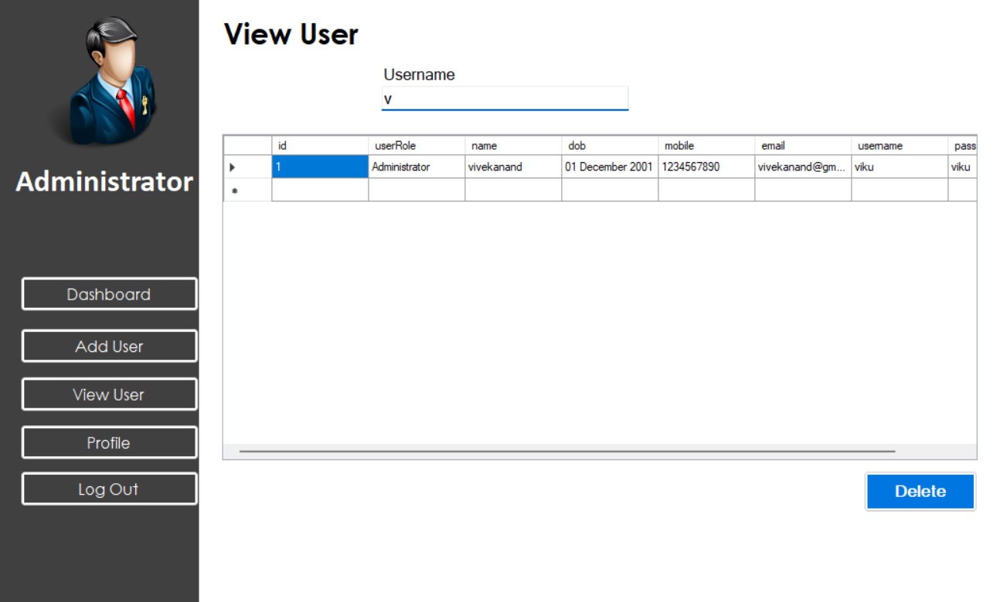 View User
Username
v
Administrator
id userRole name dob mobile email username pass
1 Administrator vivekanand 01 December 2001 1234567890 vivekanand@gm... viku viku
Dashboard
Add User
View User
Profile
Log Out
Delete